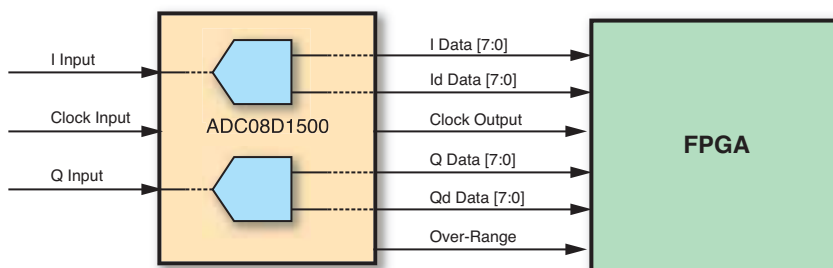 I Input
Clock Input
Q Input
ADC08D1500
I Data [7:0]
Id Data [7:0]
Clock Output
Q Data [7:0]
Qd Data [7:0]
Over-Range
FPGA